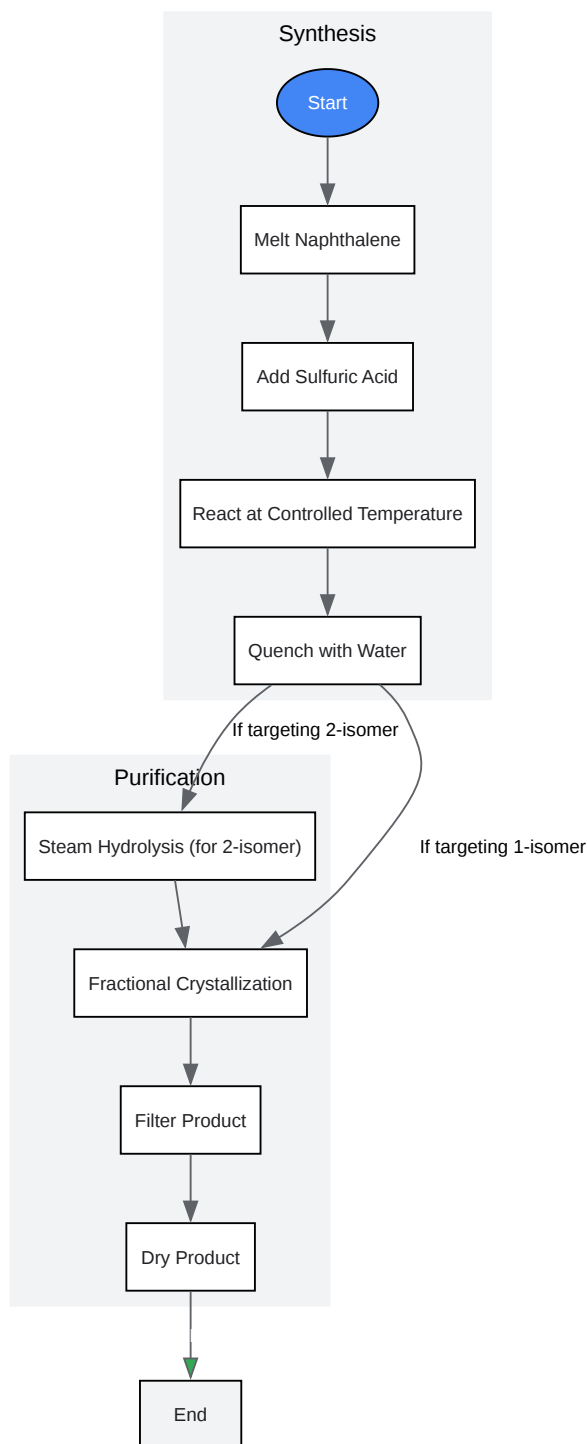 Synthesis
Start
Melt Naphthalene
Add Sulfuric Acid
React at Controlled Temperature
Quench with Water
If targeting 2-isomer
Purification
Steam Hydrolysis (for 2-isomer)
If targeting 1-isomer
Fractional Crystallization
Filter Product
Dry Product
End